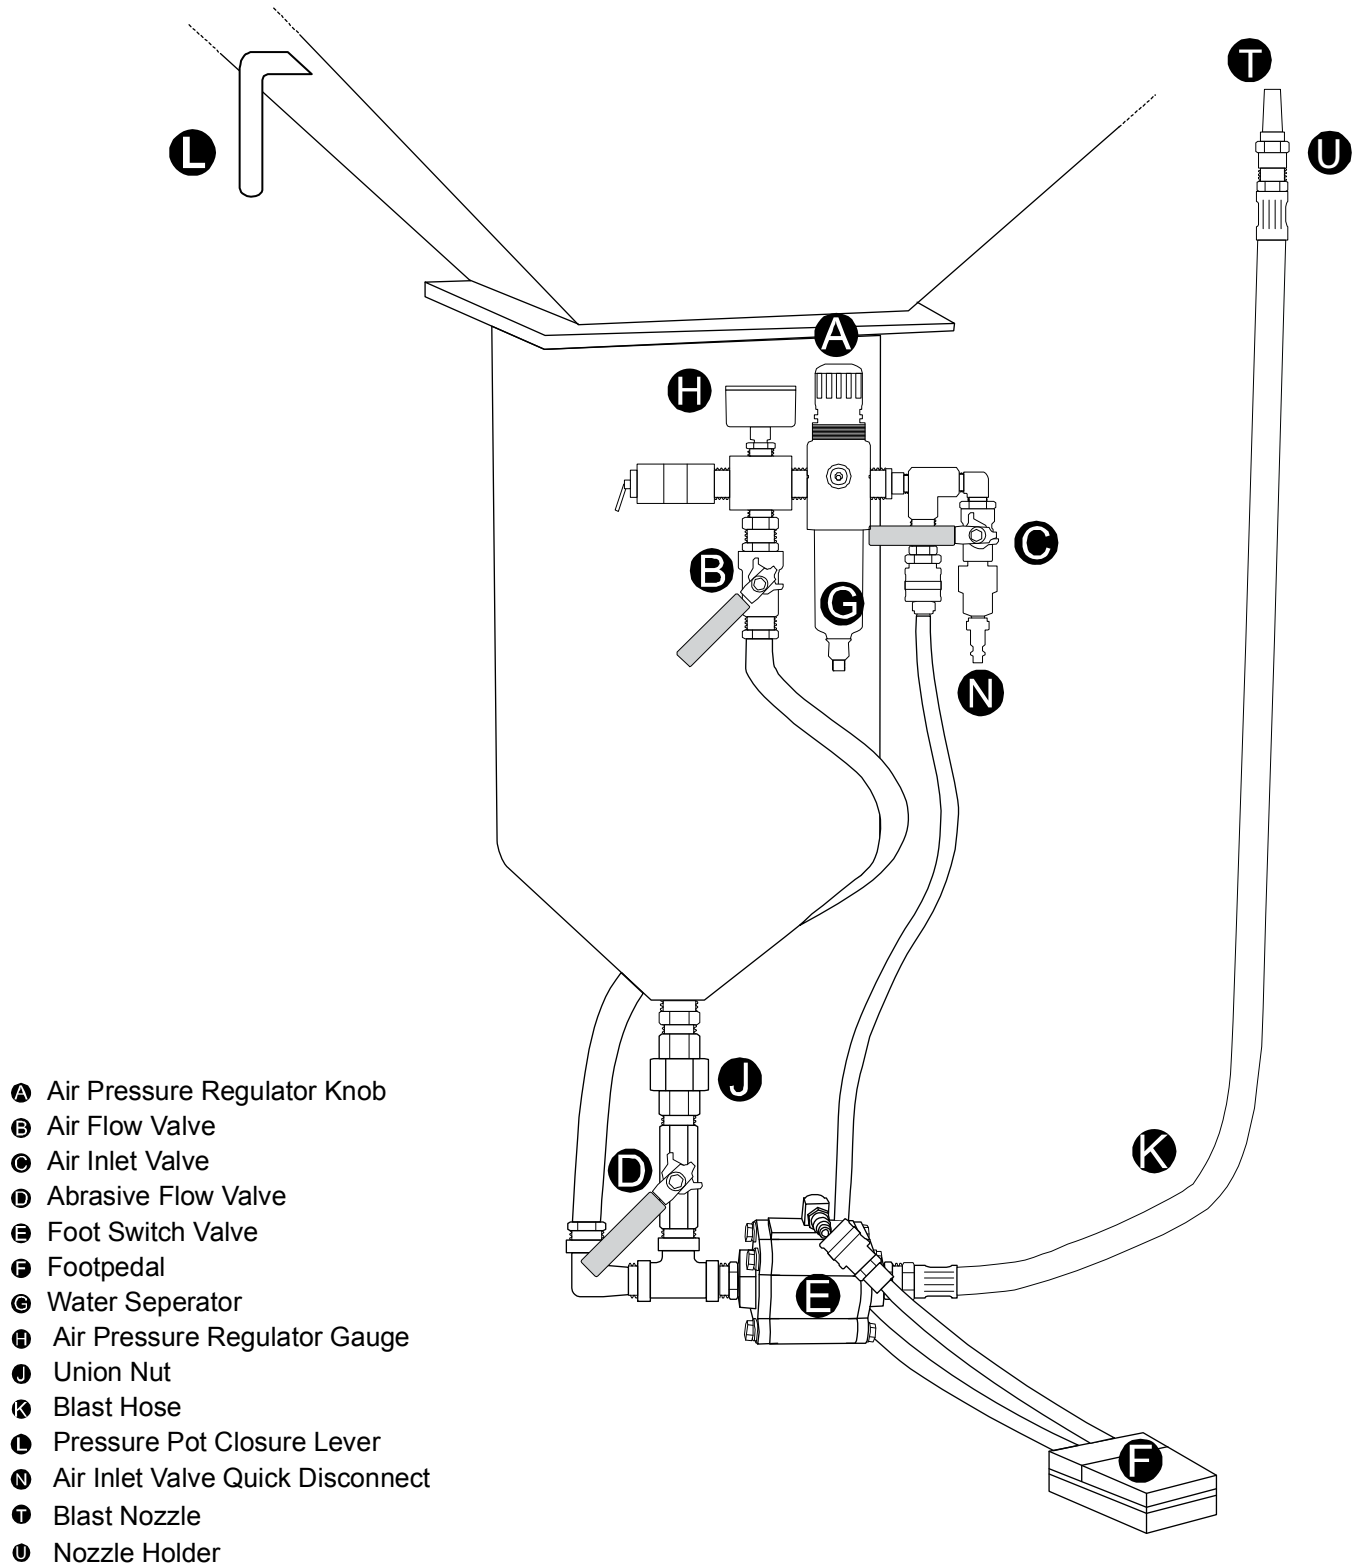 T
L
U
A
H
C
B
G
N
J
D
K
E
F
A Air Pressure Regulator Knob
B Air Flow Valve
C Air Inlet Valve
D Abrasive Flow Valve
E Foot Switch Valve
F Footpedal
G Water Seperator
H Air Pressure Regulator Gauge
J Union Nut
K Blast Hose
L Pressure Pot Closure Lever
N Air Inlet Valve Quick Disconnect
T Blast Nozzle
U Nozzle Holder